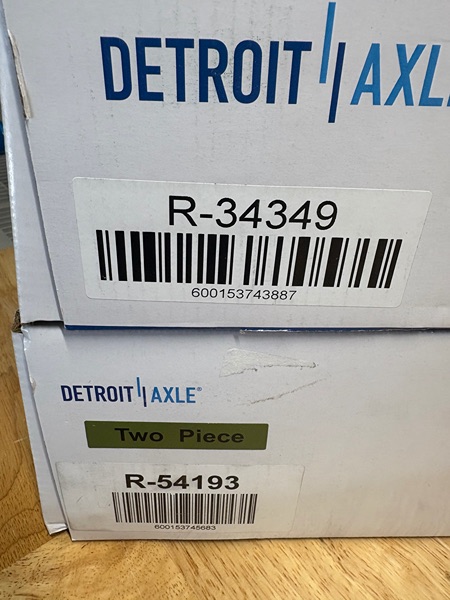 DETROIT AXL
R-34349
600153743887
DETROIT AXLE®
Two Piece
R-54193
600153745683